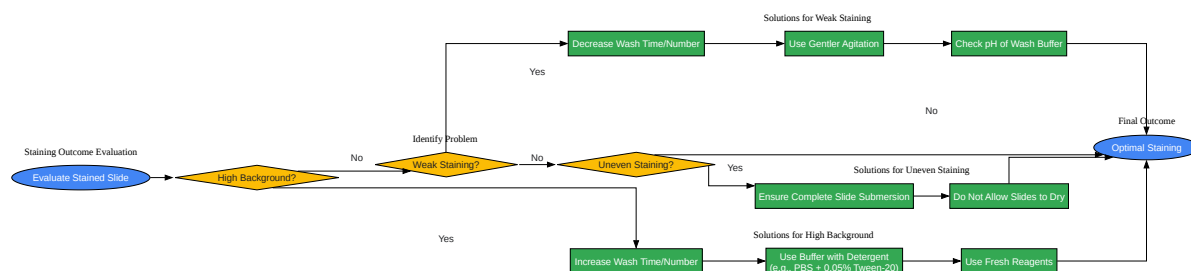 Solutions for Weak Staining
Decrease Wash Time/Number
Use Gentler Agitation
Check pH of Wash Buffer
Yes
No
Final Outcome
Identify Problem
Staining Outcome Evaluation
Optimal Staining
No
Weak Staining?
No
Uneven Staining?
Yes
Solutions for Uneven Staining
Evaluate Stained Slide
High Background?
Ensure Complete Slide Submersion
Do Not Allow Slides to Dry
Yes
Solutions for High Background
Increase Wash Time/Number
Use Buffer with Detergent
(e.g., PBS + 0.05% Tween-20)
Use Fresh Reagents